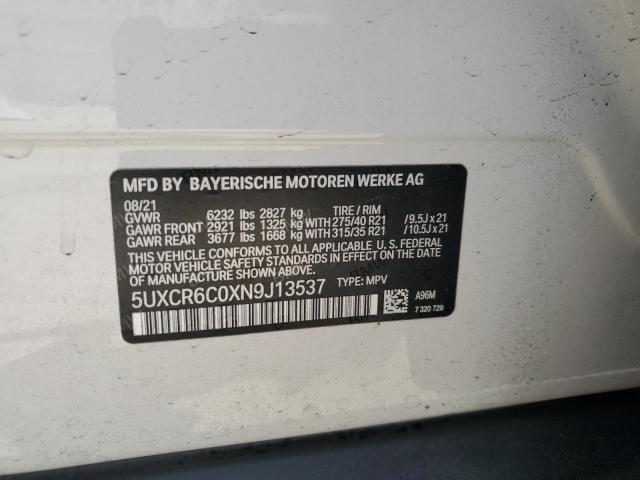 MFD BY BAYERISCHE MOTOREN WERKE AG
08/21
GVWR 6232 lbs 2827 kg TIRE / RIM
GAWR FRONT 2921 lbs 1325 kg WITH 275/40 R21 / 9.5J x 21
GAWR REAR 3677 lbs 1668 kg WITH 315/35 R21 / 10.5J x 21
THIS VEHICLE CONFORMS TO ALL APPLICABLE U. S. FEDERAL
MOTOR VEHICLE SAFETY STANDARDS IN EFFECT ON THE DATE
OF MANUFACTURE SHOWN ABOVE.
5UXCR6C0XN9J13537 TYPE: MPV
A96M
7 320 729